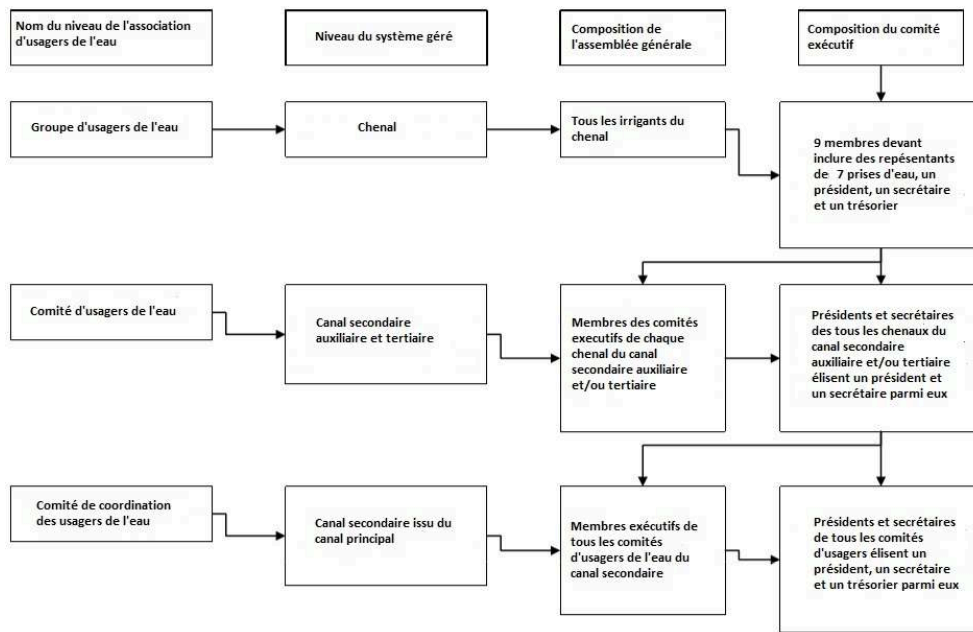 Nom du niveau de l'association
d'usagers de l'eau
Niveau du système géré
Composition de
l'assemblée générale
Composition du comité
exécutif
Groupe d'usagers de l'eau
Chenal
Tous les irrigants du
chenal
9 membres devant
inclure des repésentants
de 7 prises d'eau, un
président, un secrétaire
et un trésorier
Comité d'usagers de l'eau
Canal secondaire
auxiliaire et tertiaire
Membres des comités
executifs de chaque
chenal du canal
secondaire auxiliaire
et/ou tertiaire
Présidents et secrétaires
des tous les chenaux du
canal secondaire
auxiliaire et/ou tertiaire
élisent un président et
un secrétaire parmi eux
Comité de coordination
des usagers de l'eau
Canal secondaire issu du
canal principal
Membres exécutifs de
tous les comités
d'usagers de l'eau du
canal secondaire
Présidents et secrétaires
de tous les comités
d'usagers élisent un
président, un secrétaire
et un trésorier parmi eux